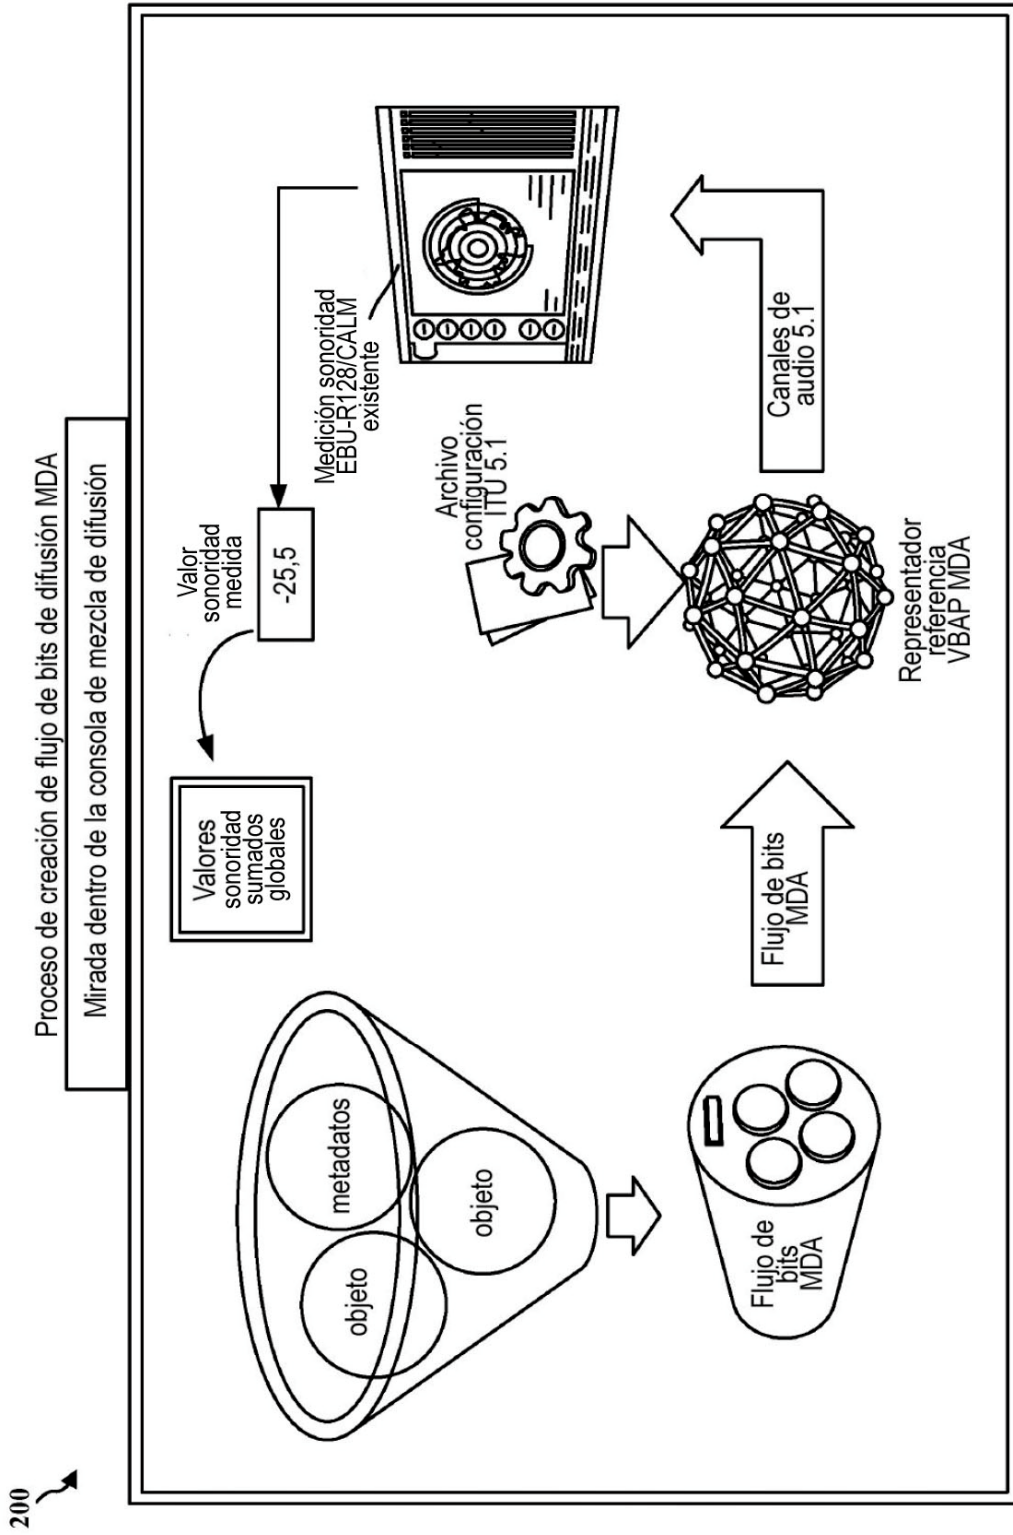 200
Proceso de creación de flujo de bits de difusión MDA
Mirada dentro de la consola de mezcla de difusión
objeto
metadatos
objeto
Flujo de
bits
MDA
Flujo de bits
MDA
Archivo
configuración
ITU 5.1
Representador
referencia
VBAP MDA
Canales de
audio 5.1
Medición sonoridad
EBU-R128/CALM
existente
Valor
sonoridad
medida
-25,5
Valores
sonoridad
sumados
globales